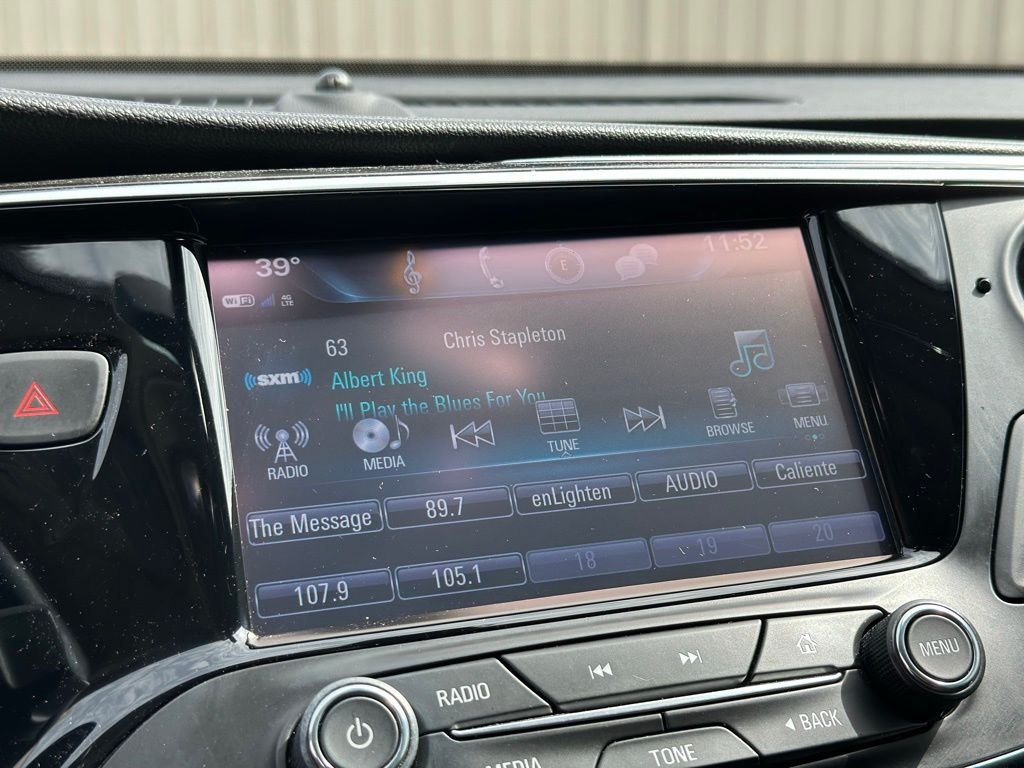 39°
E
11:52
WiFi
4G
LTE
63
Chris Stapleton
((sxm))
Albert King
I'll Play the Blues For You
RADIO
MEDIA
TUNE
BROWSE
MENU
The Message
89.7
enLighten
AUDIO
Caliente
107.9
105.1
18
19
20
RADIO
MENU
BACK
MEDIA
TONE